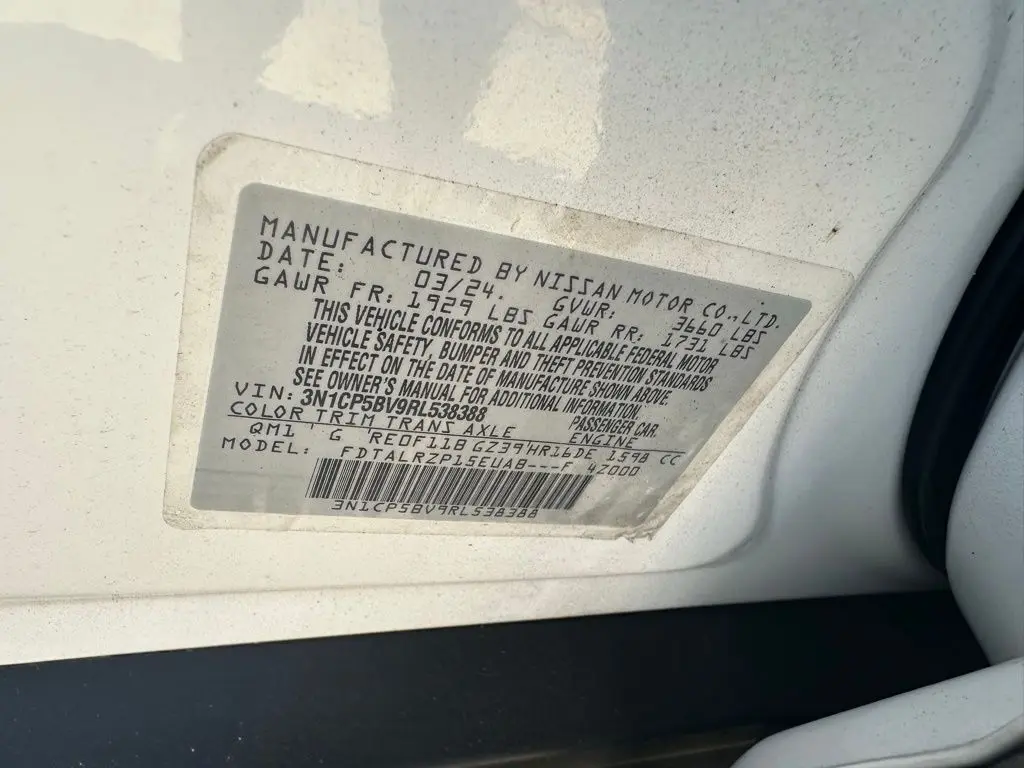 MANUFACTURED BY NISSAN MOTOR CO.,LTD.
DATE: 03/24. GVWR: 3660 LBS
GAWR FR: 1929 LBS GAWR RR: 1731 LBS
THIS VEHICLE CONFORMS TO ALL APPLICABLE FEDERAL MOTOR
VEHICLE SAFETY, BUMPER AND THEFT PREVENTION STANDARDS
IN EFFECT ON THE DATE OF MANUFACTURE SHOWN ABOVE.
SEE OWNER'S MANUAL FOR ADDITIONAL INFORMATION.
VIN: 3N1CP5BV9RL538388 PASSENGER CAR.
COLOR TRIM TRANS AXLE ENGINE
QM1 ' G RE0F11B GZ39'HR16DE 1598 CC
MODEL: FDTALRZP15EUAB---F 4Z000
3N1CP5BV9RL538388